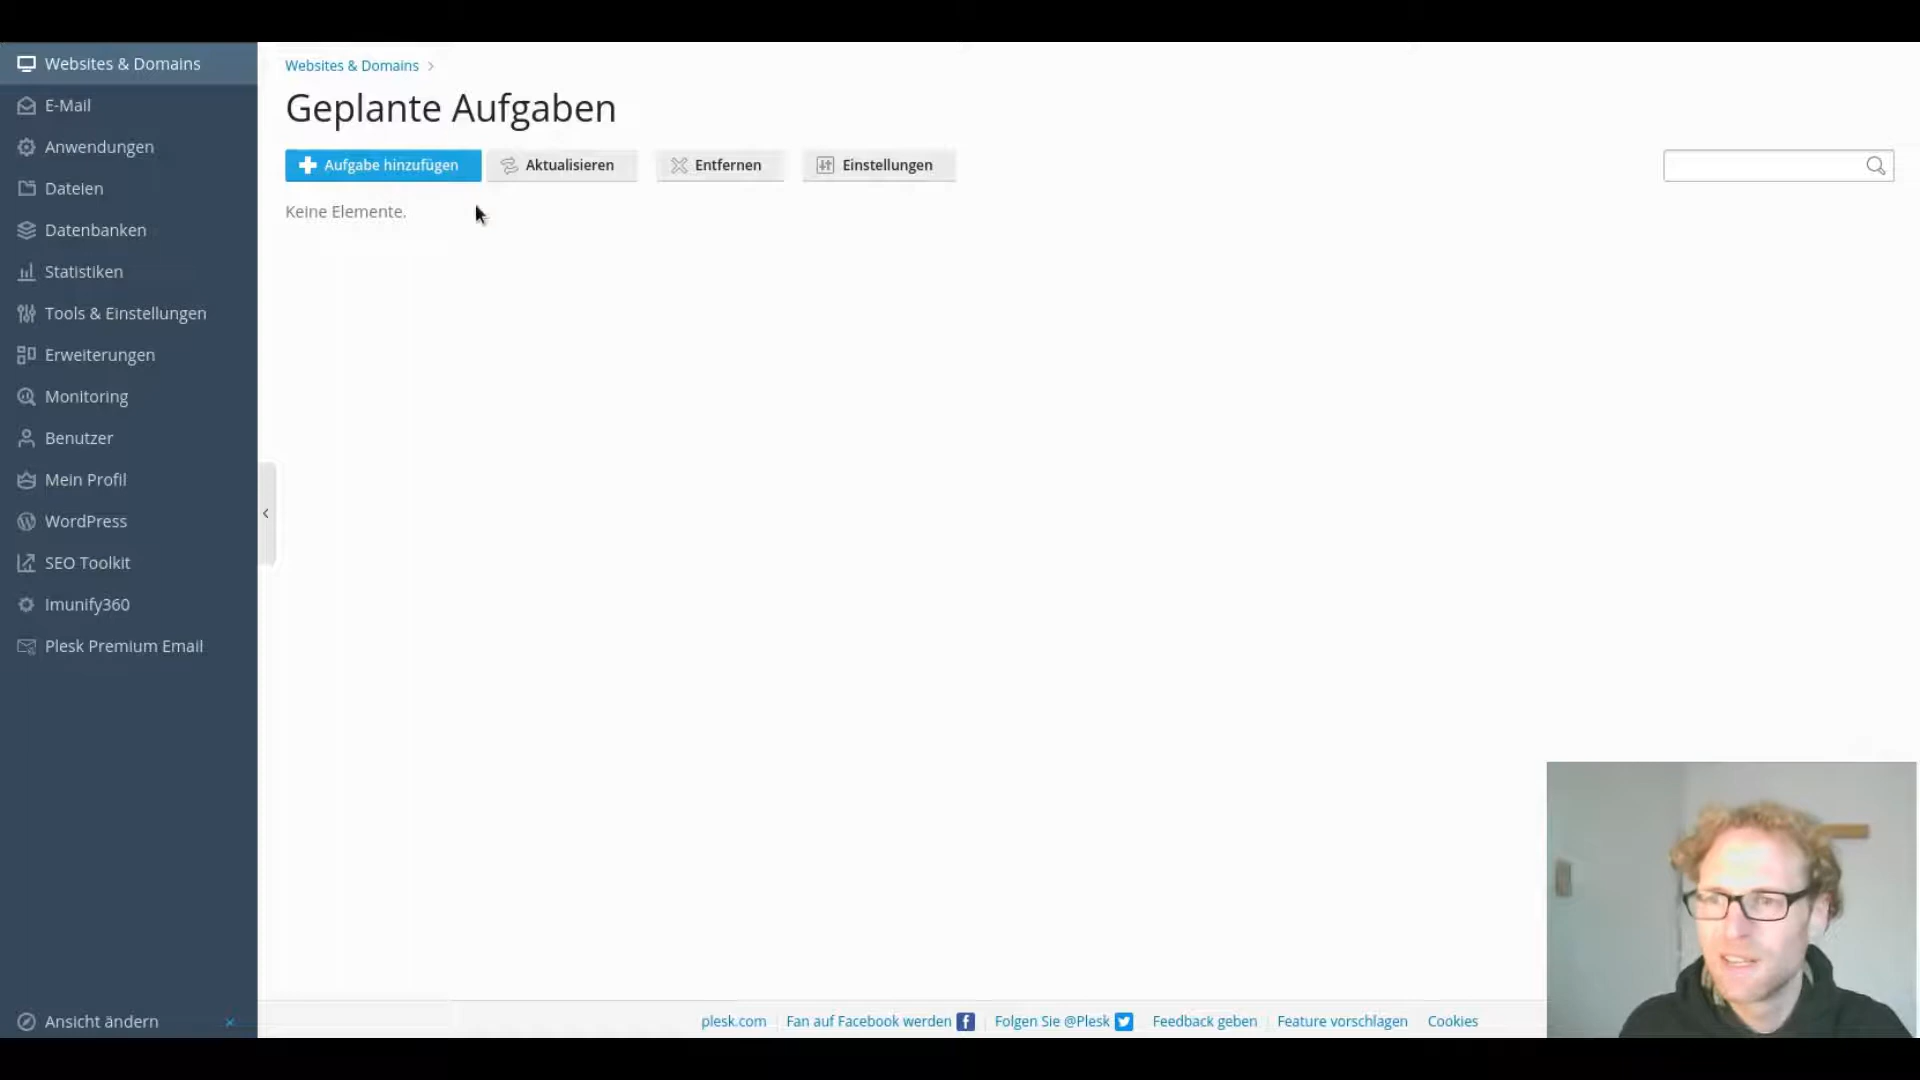 Websites & Domains
E-Mail
Anwendungen
Dateien
Datenbanken
Statistiken
Tools & Einstellungen
Erweiterungen
Monitoring
Benutzer
Mein Profil
WordPress
SEO Toolkit
Imunify360
Plesk Premium Email
Ansicht ändern
Websites & Domains
Geplante Aufgaben
Aufgabe hinzufügen Aktualisieren Entfernen Einstellungen
Keine Elemente.
plesk.com Fan auf Facebook werden Folgen Sie @Plesk Feedback geben Feature vorschlagen Cookies